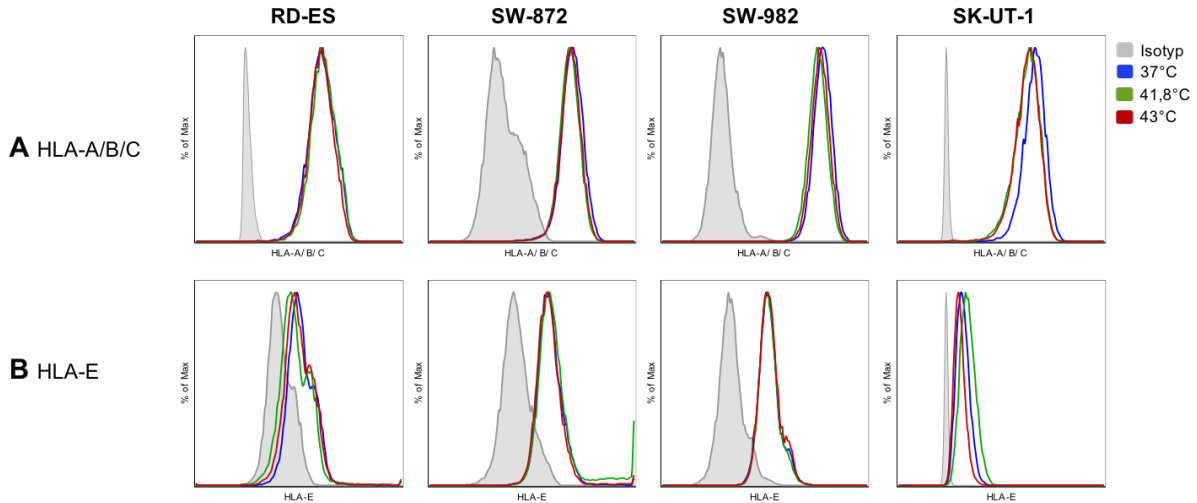 RD-ES SW-872 SW-982 SK-UT-1
Isotyp
37°C
41,8°C
43°C
A HLA-A/B/C
% of Max % of Max % of Max % of Max
HLA-A/ B/ C HLA-A/ B/ C HLA-A/ B/ C HLA-A/ B/ C
B HLA-E
% of Max % of Max % of Max % of Max
HLA-E HLA-E HLA-E HLA-E